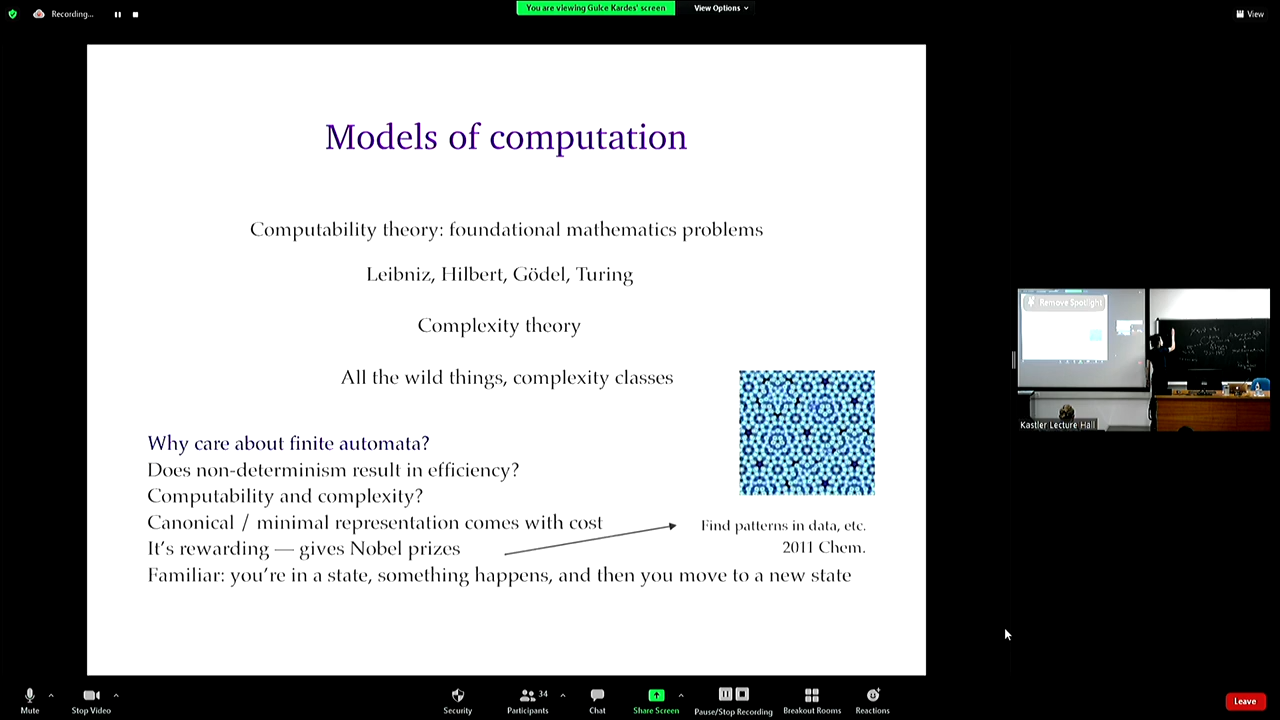 Recording...
You are viewing Gulce Kardes' screen
View Options
View
Models of computation
Computability theory: foundational mathematics problems
Leibniz, Hilbert, Gödel, Turing
Complexity theory
All the wild things, complexity classes
Why care about finite automata?
Does non-determinism result in efficiency?
Computability and complexity?
Canonical / minimal representation comes with cost
It's rewarding — gives Nobel prizes
Familiar: you're in a state, something happens, and then you move to a new state
Find patterns in data, etc.
2011 Chem.
Remove Spotlight
Kastler Lecture Hall
Mute
Stop Video
Security
Participants
34
Chat
Share Screen
Pause/Stop Recording
Breakout Rooms
Reactions
Leave